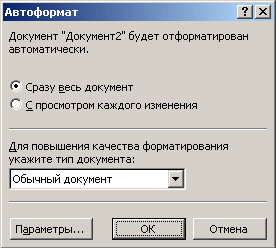 Автоформат
Документ "Документ2" будет отформатирован
автоматически.
Сразу весь документ
С просмотром каждого изменения
Для повышения качества форматирования
укажите тип документа:
Обычный документ
Параметры...
ОК
Отмена